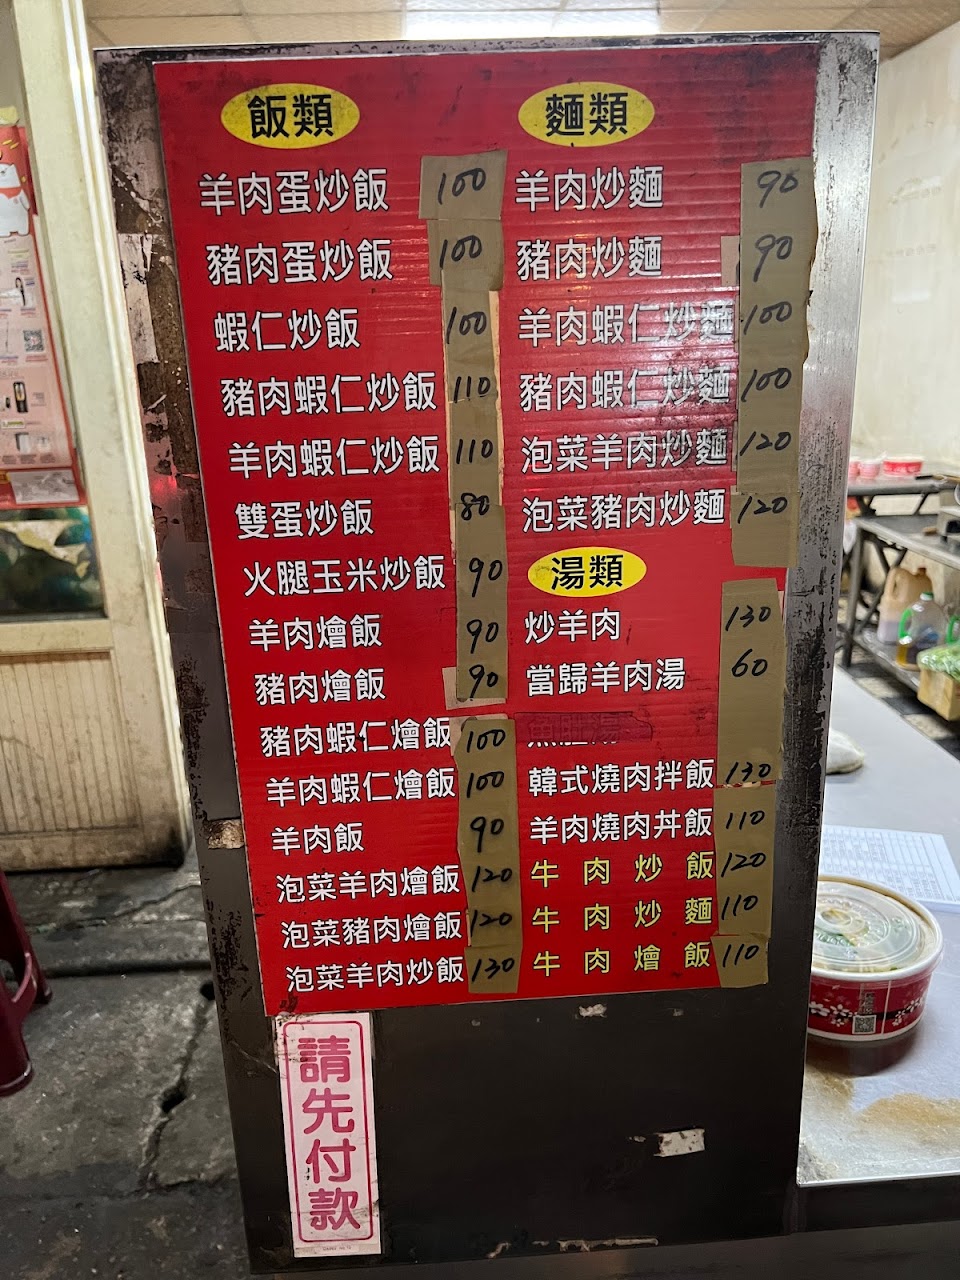 飯類
羊肉蛋炒飯 100
豬肉蛋炒飯 100
蝦仁炒飯 100
豬肉蝦仁炒飯 110
羊肉蝦仁炒飯 110
雙蛋炒飯 80
火腿玉米炒飯 90
羊肉燴飯 90
豬肉燴飯 90
豬肉蝦仁燴飯 100
羊肉蝦仁燴飯 100
羊肉飯 90
泡菜羊肉燴飯 120
泡菜豬肉燴飯 120
泡菜羊肉炒飯 130
麵類
羊肉炒麵 90
豬肉炒麵 90
羊肉蝦仁炒麵 100
豬肉蝦仁炒麵 100
泡菜羊肉炒麵 120
泡菜豬肉炒麵 120
湯類
炒羊肉 130
當歸羊肉湯 60
韓式燒肉拌飯 130
羊肉燒肉丼飯 110
牛肉炒飯 120
牛肉炒麵 110
牛肉燴飯 110
請先付款